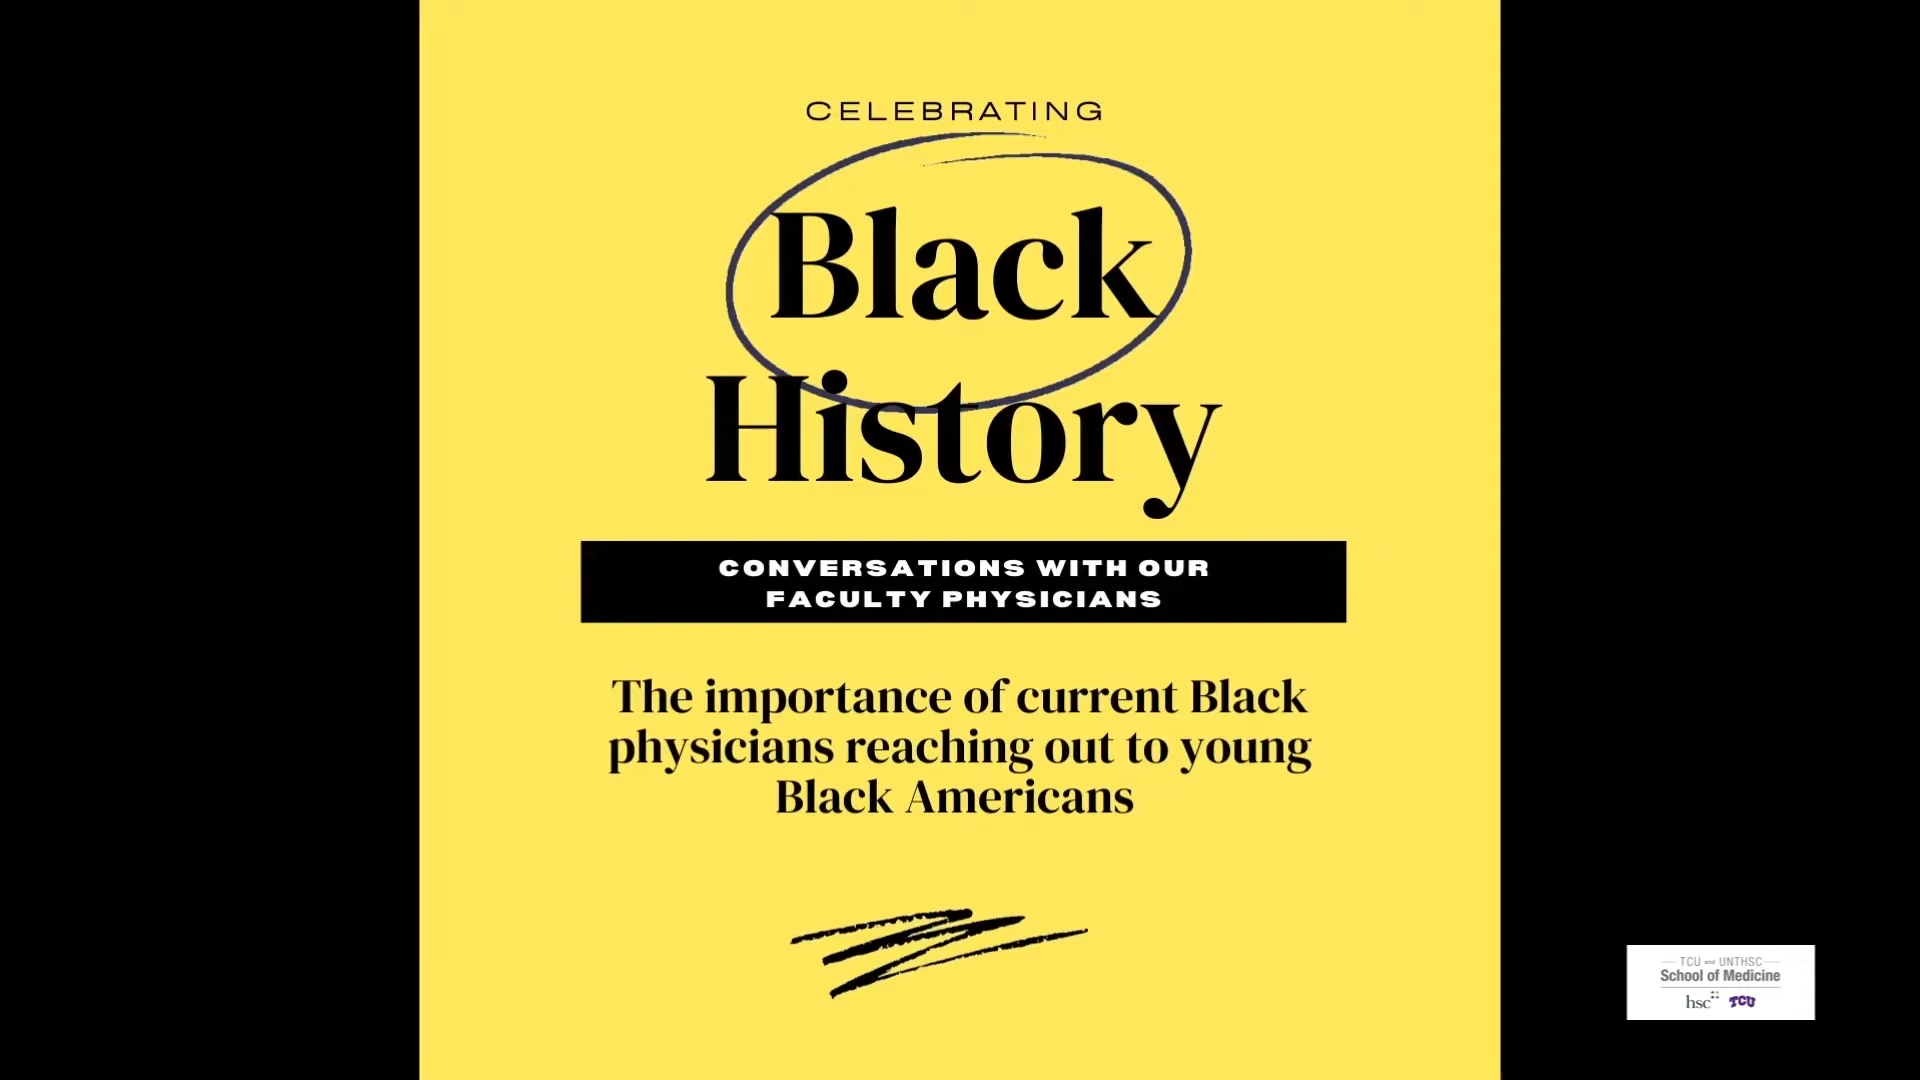 CELEBRATING
Black
History
CONVERSATIONS WITH OUR
FACULTY PHYSICIANS
The importance of current Black
physicians reaching out to young
Black Americans
TCU and UNTHSC
School of Medicine
hsc TCU